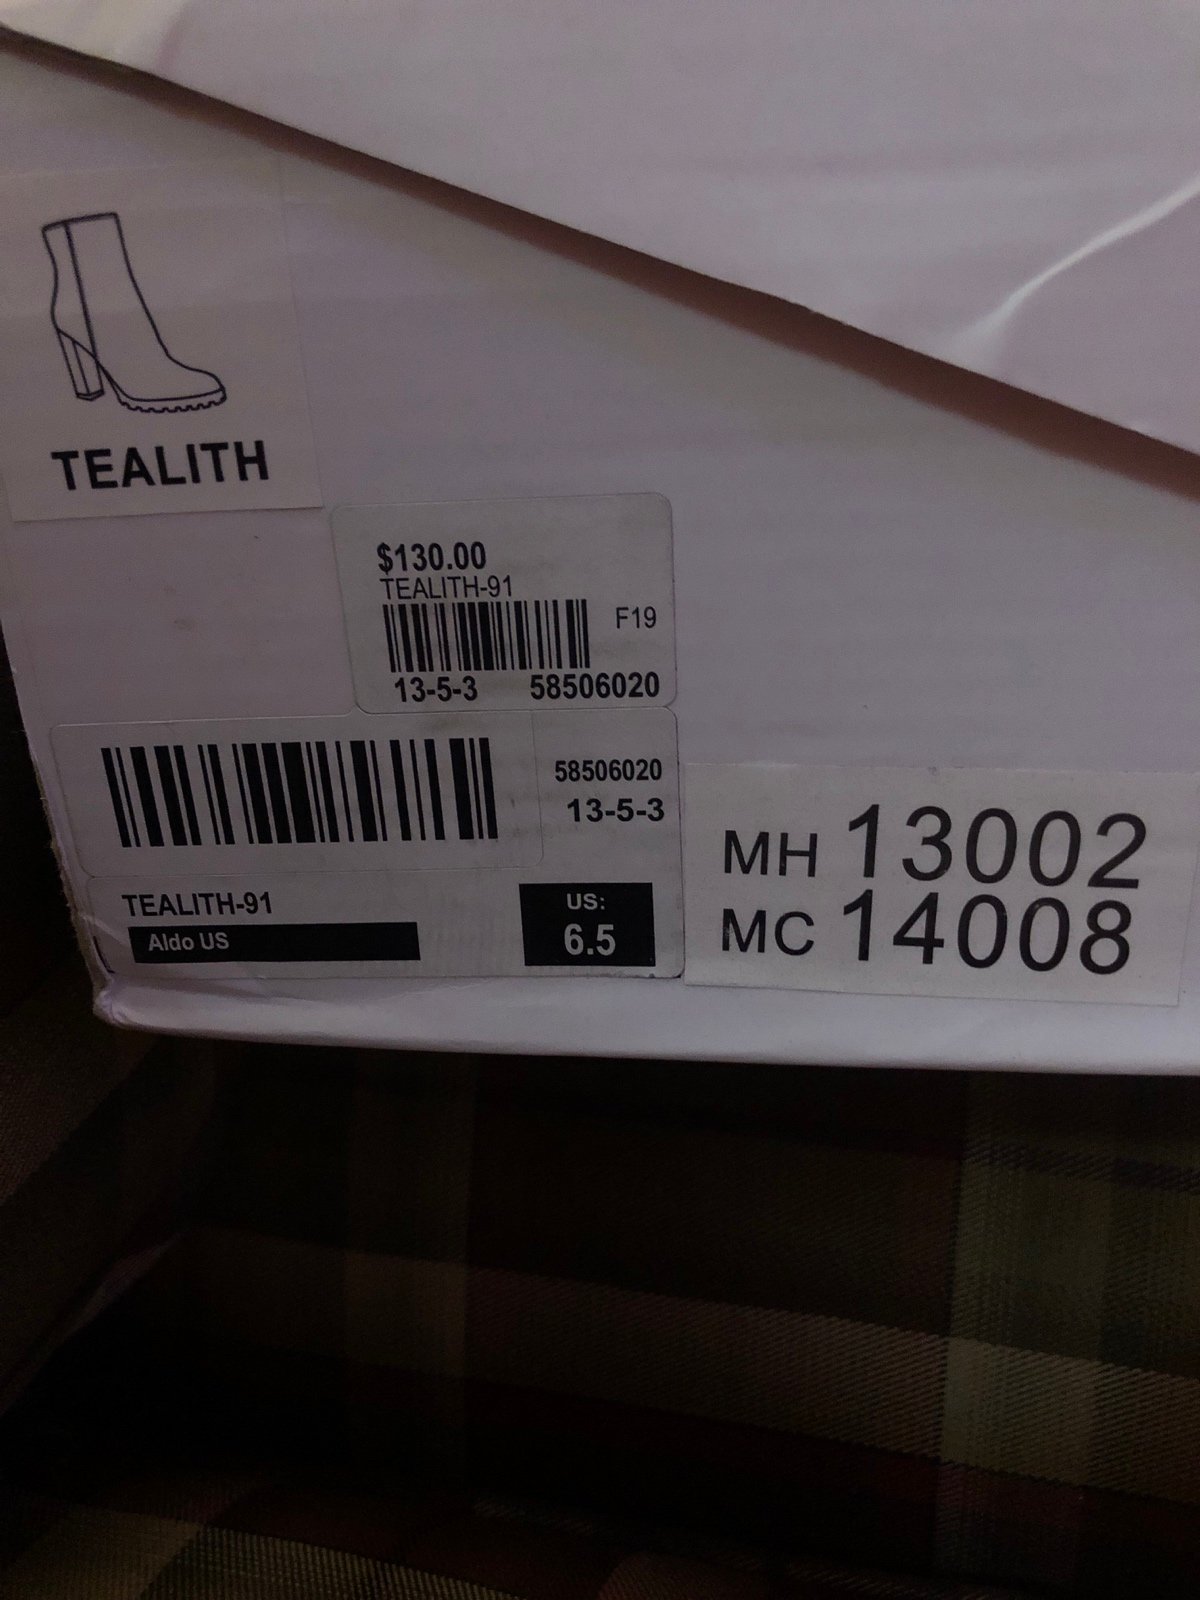 TEALITH
$130.00
TEALITH-91
F19
13-5-3 58506020
58506020
13-5-3
TEALITH-91
Aldo US
US:
6.5
MH 13002
MC 14008